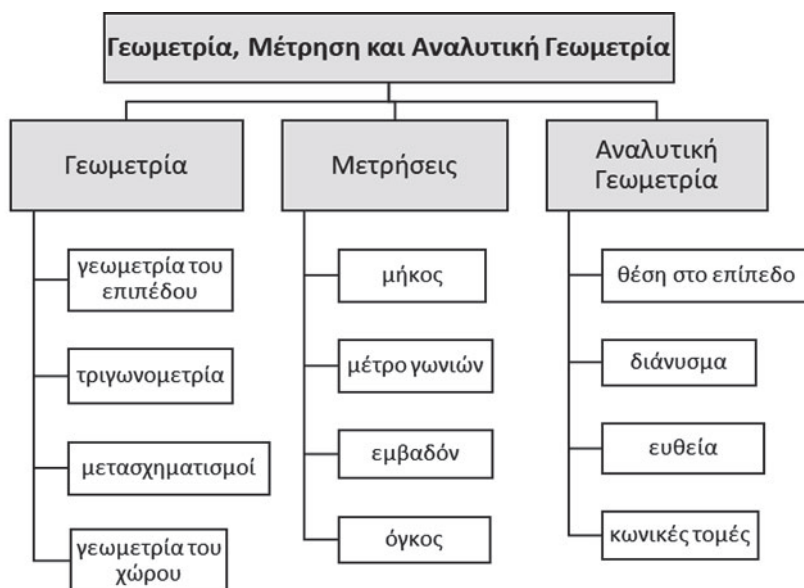 Γεωμετρία, Μέτρηση και Αναλυτική Γεωμετρία
Γεωμετρία
γεωμετρία του
επιπέδου
τριγωνομετρία
μετασχηματισμοί
γεωμετρία του
χώρου
Μετρήσεις
μήκος
μέτρο γωνιών
εμβαδόν
όγκος
Αναλυτική
Γεωμετρία
θέση στο επίπεδο
διάνυσμα
ευθεία
κωνικές τομές